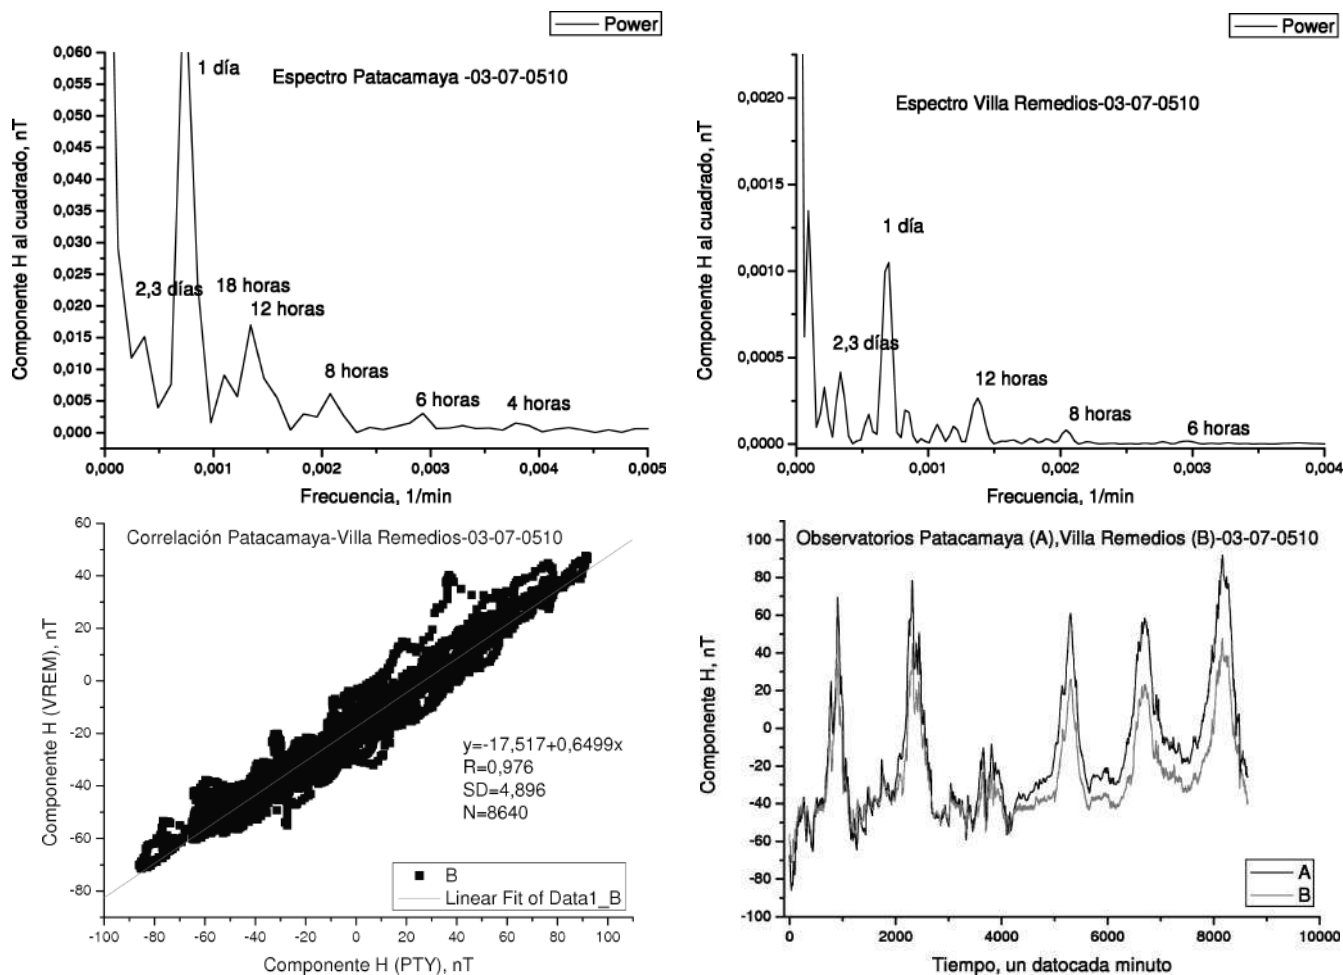 Power
Espectro Patacamaya -03-07-0510
Componente H al cuadrado, nT
0,060
0,055
0,050
0,045
0,040
0,035
0,030
0,025
0,020
0,015
0,010
0,005
0,000
1 día
2,3 días
18 horas
12 horas
8 horas
6 horas
4 horas
0,000
0,001
0,002
0,003
0,004
0,005
Frecuencia, 1/min
Power
Espectro Villa Remedios-03-07-0510
Componente H al cuadrado, nT
0,0020
0,0015
0,0010
0,0005
0,0000
1 día
2,3 días
12 horas
8 horas
6 horas
0,000
0,001
0,002
0,003
0,004
Frecuencia, 1/min
Correlación Patacamaya-Villa Remedios-03-07-0510
Componente H (VREM), nT
60
40
20
0
-20
-40
-60
-80
y=-17,517+0,6499x
R=0,976
SD=4,896
N=8640
B
Linear Fit of Data1_B
-100
-80
-60
-40
-20
0
20
40
60
80
100
Componente H (PTY), nT
Observatorios Patacamaya (A),Villa Remedios (B)-03-07-0510
Componente H, nT
100
80
60
40
20
0
-20
-40
-60
-80
-100
A
B
0
2000
4000
6000
8000
10000
Tiempo, un datocada minuto